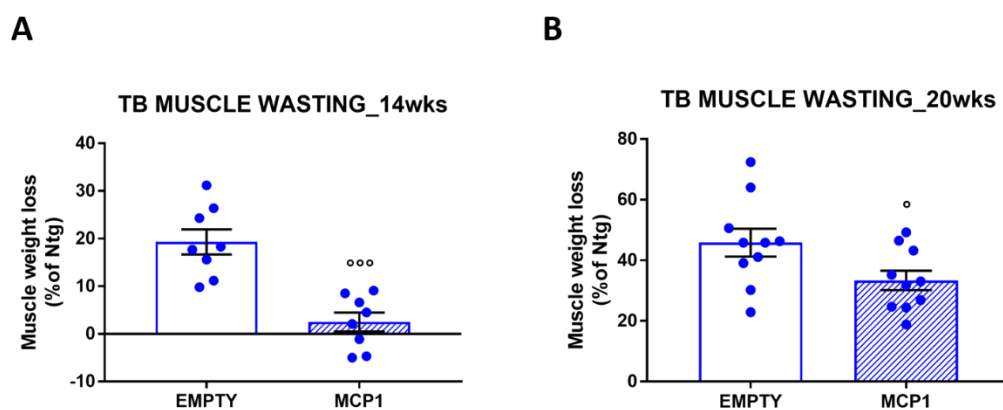 A
TB MUSCLE WASTING_14wks
Muscle weight loss
(%of Ntg)
40
30
20
10
0
-10
°°°
EMPTY
MCP1
B
TB MUSCLE WASTING_20wks
Muscle weight loss
(%of Ntg)
80
60
40
20
0
°
EMPTY
MCP1